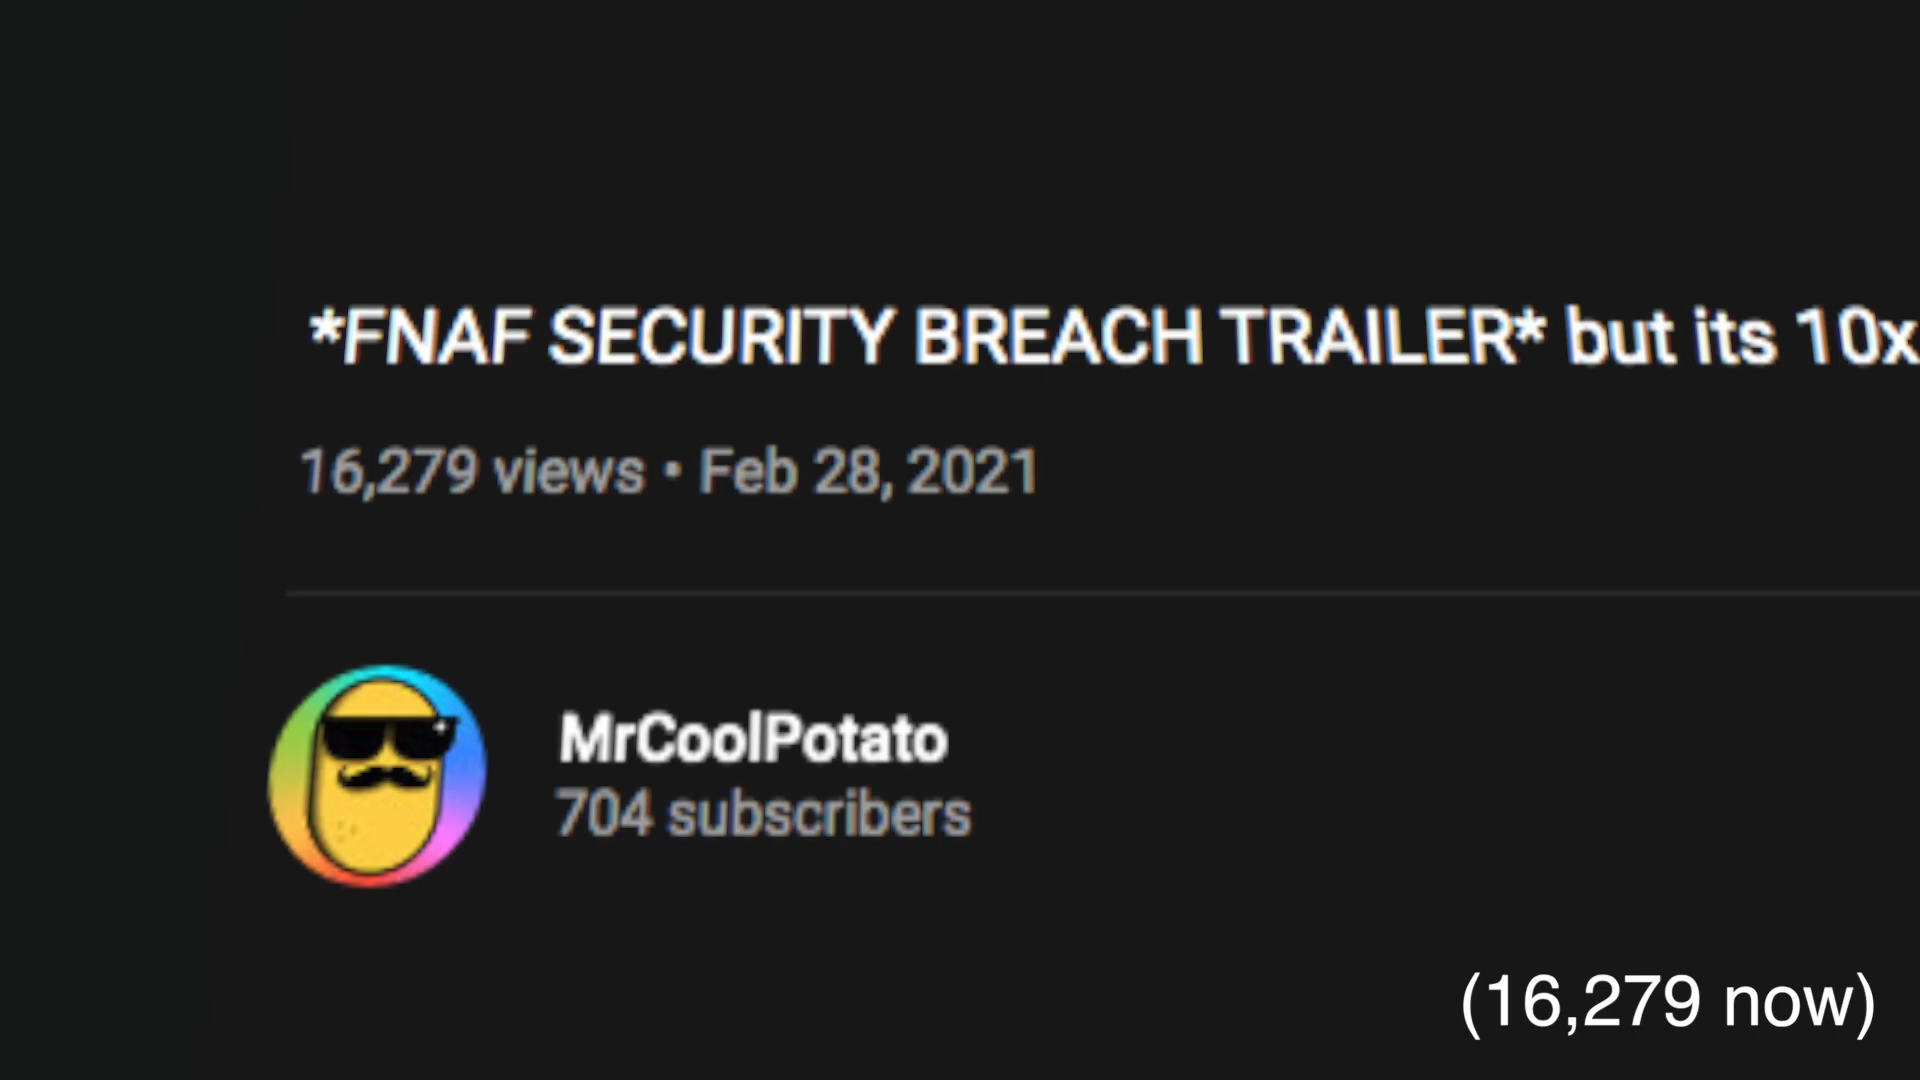 *FNAF SECURITY BREACH TRAILER* but its 10x
16,279 views • Feb 28, 2021
MrCoolPotato
704 subscribers
(16,279 now)